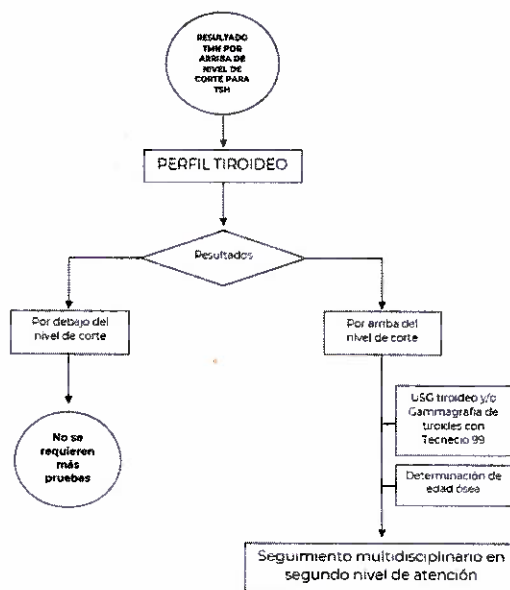 RESULTADO
TMN POR
ARRIBA DE
NIVEL DE
CORTE PARA
TSH
PERFIL TIROIDEO
Resultados
Por debajo del
nivel de corte
Por arriba del
nivel de corte
No se
requieren
más
pruebas
USG tiroideo y/o
Gammagrafía de
tiroides con
Tecnecio 99
Determinación de
edad ósea
Seguimiento multidisciplinario en
segundo nivel de atención